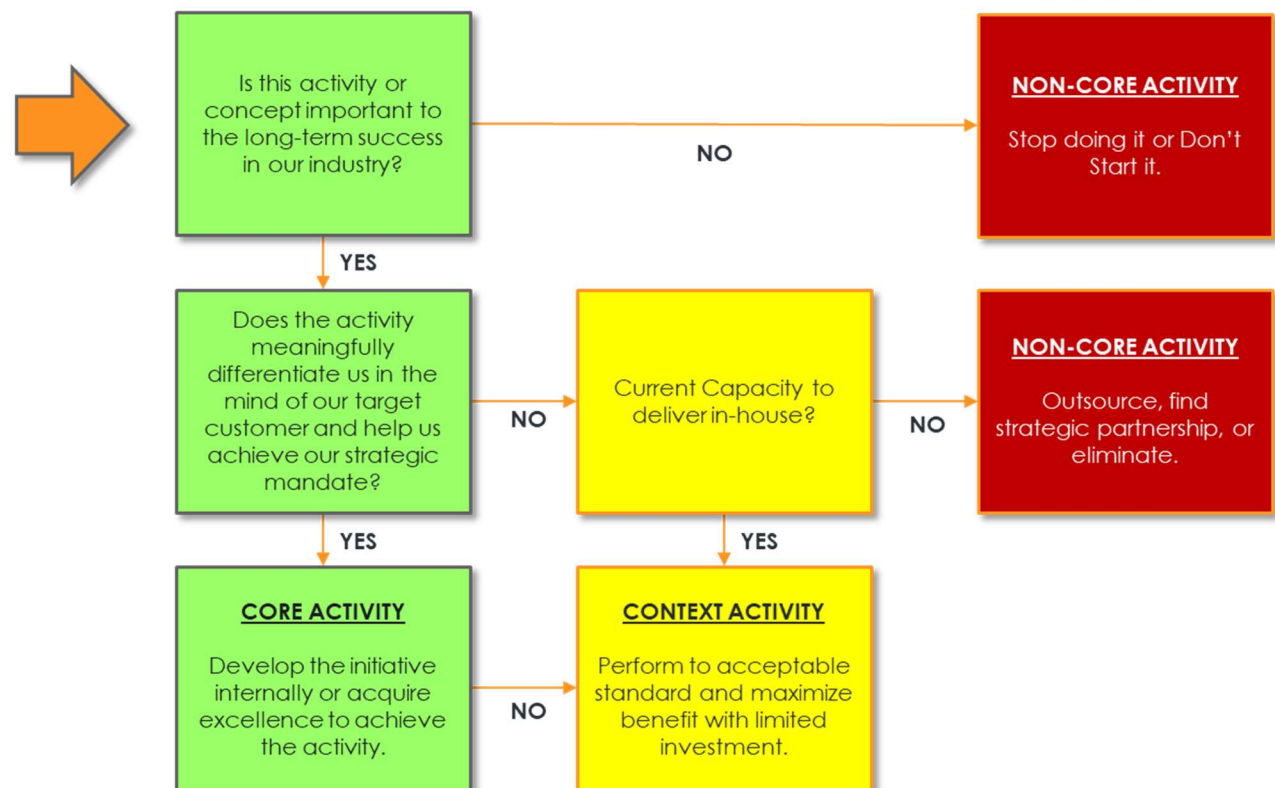 Is this activity or
concept important to
the long-term success
in our industry?
NO
NON-CORE ACTIVITY
Stop doing it or Don't
Start it.
YES
Does the activity
meaningfully
differentiate us in the
mind of our target
customer and help us
achieve our strategic
mandate?
NO
Current Capacity to
deliver in-house?
NO
NON-CORE ACTIVITY
Outsource, find
strategic partnership, or
eliminate.
YES
YES
CORE ACTIVITY
Develop the initiative
internally or acquire
excellence to achieve
the activity.
NO
CONTEXT ACTIVITY
Perform to acceptable
standard and maximize
benefit with limited
investment.